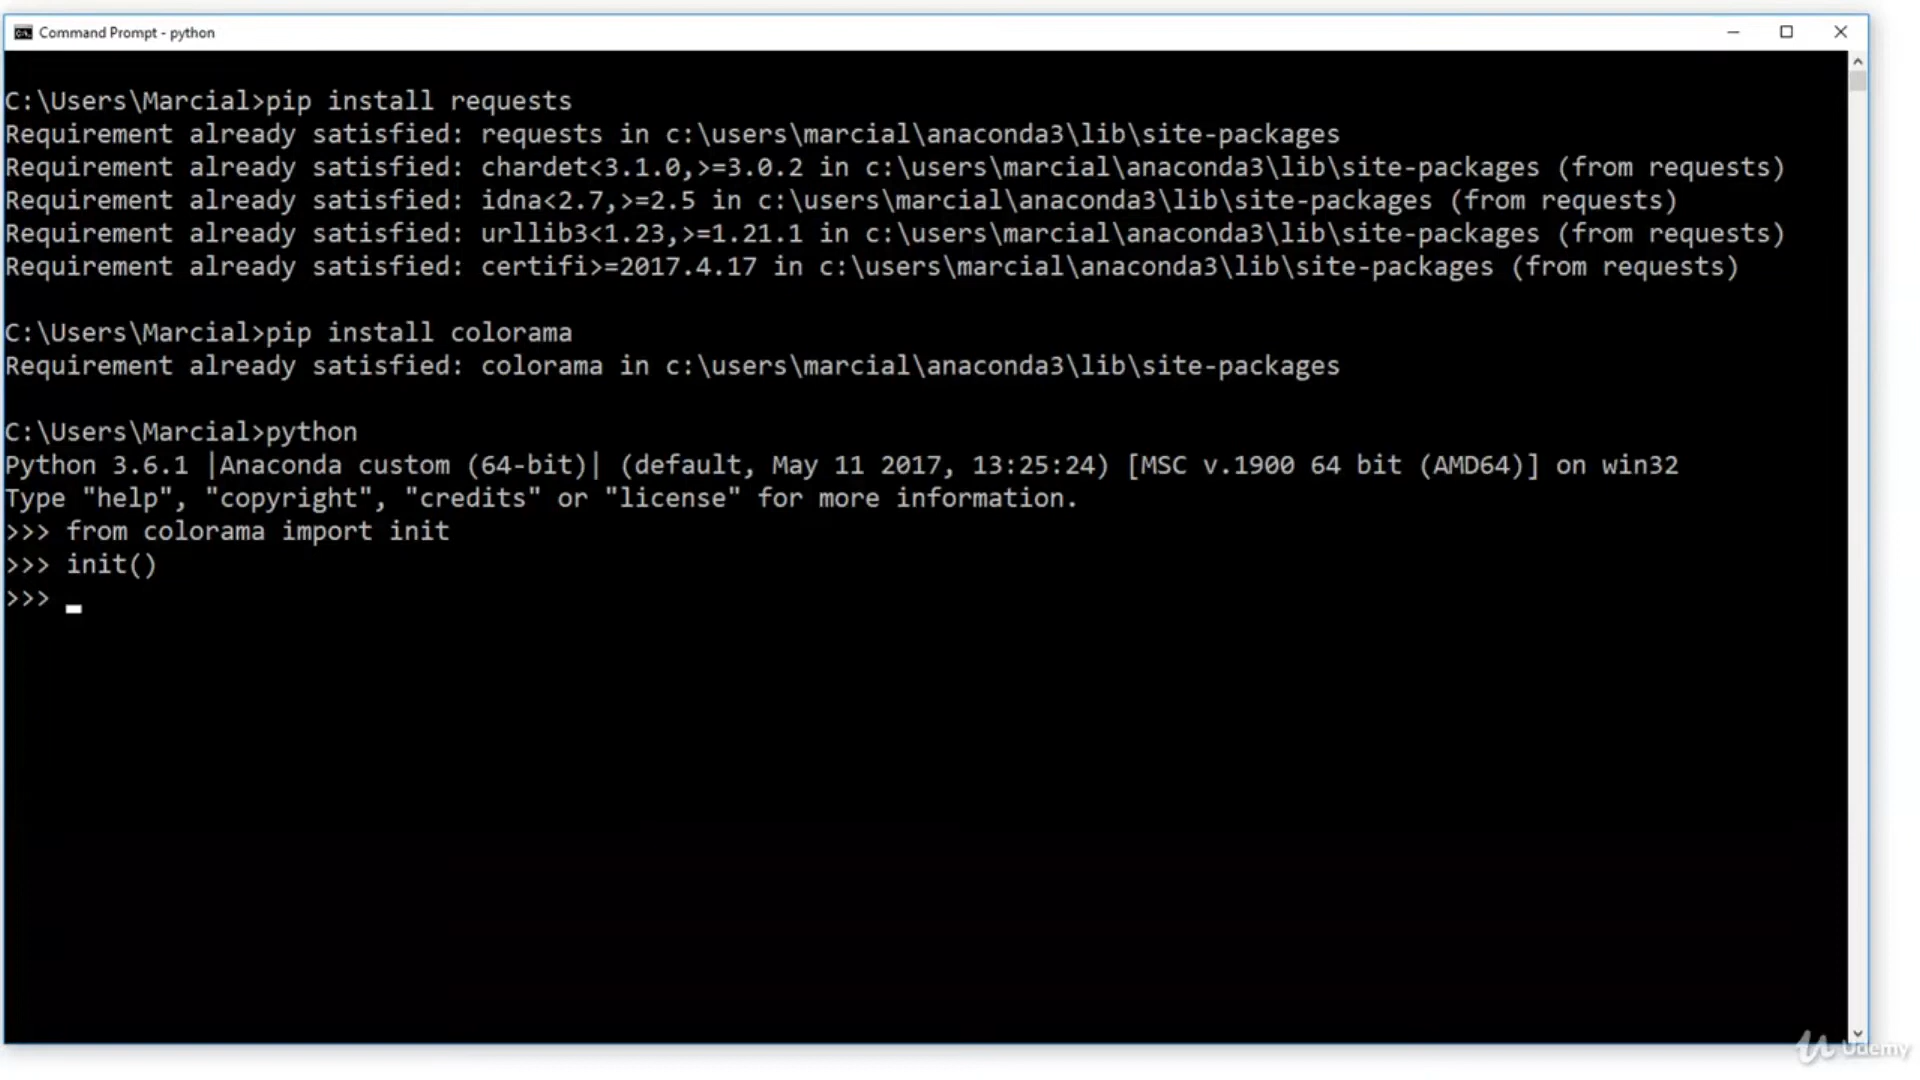 Command Prompt - python
C:\Users\Marcial>pip install requests
Requirement already satisfied: requests in c:\users\marcial\anaconda3\lib\site-packages
Requirement already satisfied: chardet<3.1.0,>=3.0.2 in c:\users\marcial\anaconda3\lib\site-packages (from requests)
Requirement already satisfied: idna<2.7,>=2.5 in c:\users\marcial\anaconda3\lib\site-packages (from requests)
Requirement already satisfied: urllib3<1.23,>=1.21.1 in c:\users\marcial\anaconda3\lib\site-packages (from requests)
Requirement already satisfied: certifi>=2017.4.17 in c:\users\marcial\anaconda3\lib\site-packages (from requests)
C:\Users\Marcial>pip install colorama
Requirement already satisfied: colorama in c:\users\marcial\anaconda3\lib\site-packages
C:\Users\Marcial>python
Python 3.6.1 |Anaconda custom (64-bit)| (default, May 11 2017, 13:25:24) [MSC v.1900 64 bit (AMD64)] on win32
Type "help", "copyright", "credits" or "license" for more information.
>>> from colorama import init
>>> init()
>>>
Udemy